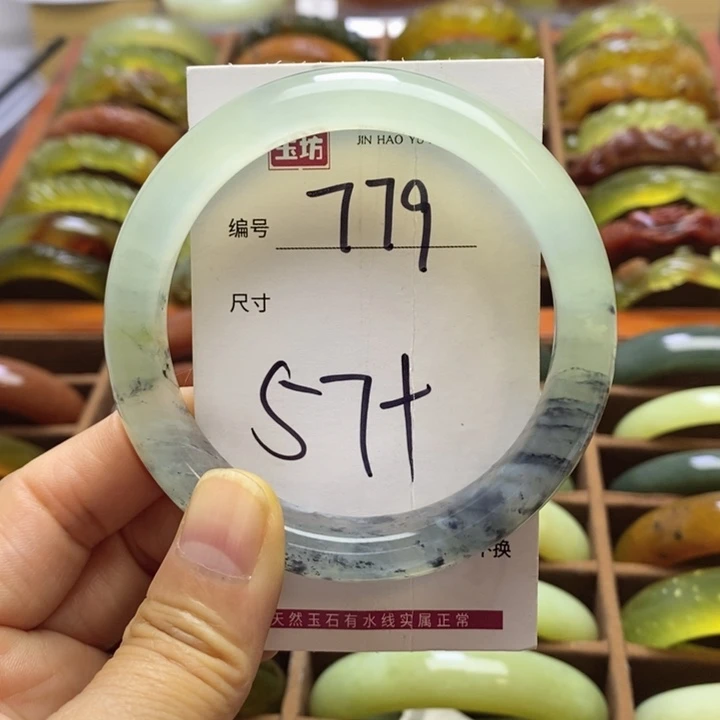 玉坊
JIN HAO YU
编号 779
尺寸
57+
不换
天然玉石有水线实属正常